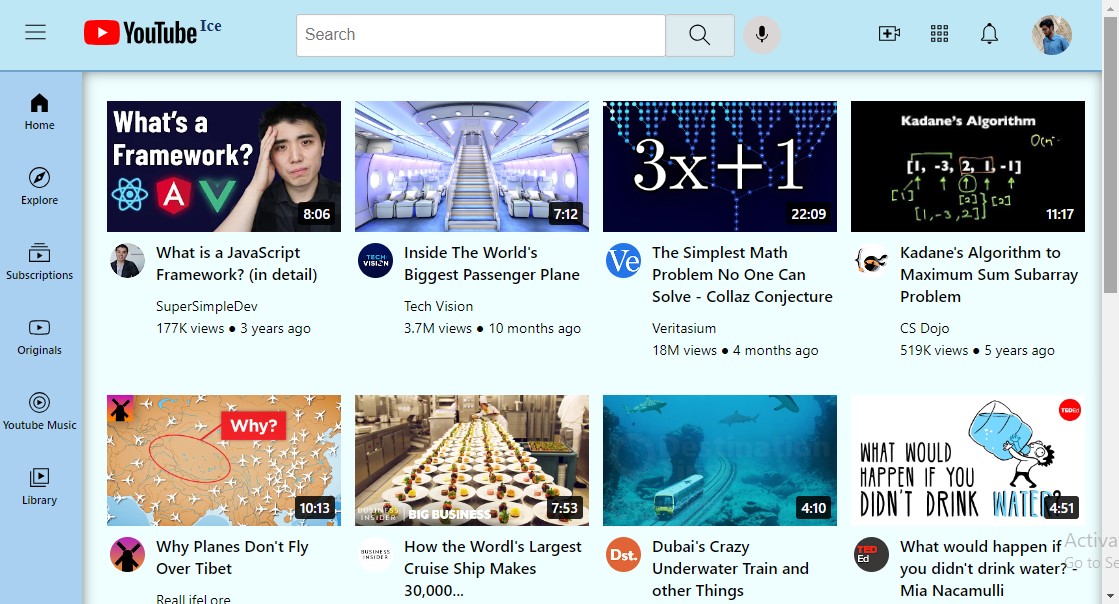 YouTube Ice
Search
Home
Explore
Subscriptions
Originals
Youtube Music
Library
What's a
Framework?
8:06
What is a JavaScript
Framework? (in detail)
SuperSimpleDev
177K views ● 3 years ago
7:12
TECH
VISION
Inside The World's
Biggest Passenger Plane
Tech Vision
3.7M views ● 10 months ago
3x+1
22:09
Ve
The Simplest Math
Problem No One Can
Solve - Collaz Conjecture
Veritasium
18M views ● 4 months ago
Kadane's Algorithm
[1, -3, 2, 1, -1]
[1]
[2]
[2]
[1,-3,2]
11:17
Kadane's Algorithm to
Maximum Sum Subarray
Problem
CS Dojo
519K views ● 5 years ago
Why?
10:13
Why Planes Don't Fly
Over Tibet
RealLifeLore
BUSINESS
INSIDER
BIG BUSINESS
7:53
BUSINESS
INSIDER
How the Wordl's Largest
Cruise Ship Makes
30,000...
4:10
Dst.
Dubai's Crazy
Underwater Train and
other Things
TEDEd
WHAT WOULD
HAPPEN IF YOU
DIDN'T DRINK WATER?
4:51
TED
Ed
What would happen if
you didn't drink water? -
Mia Nacamulli
Activa
Go to Se